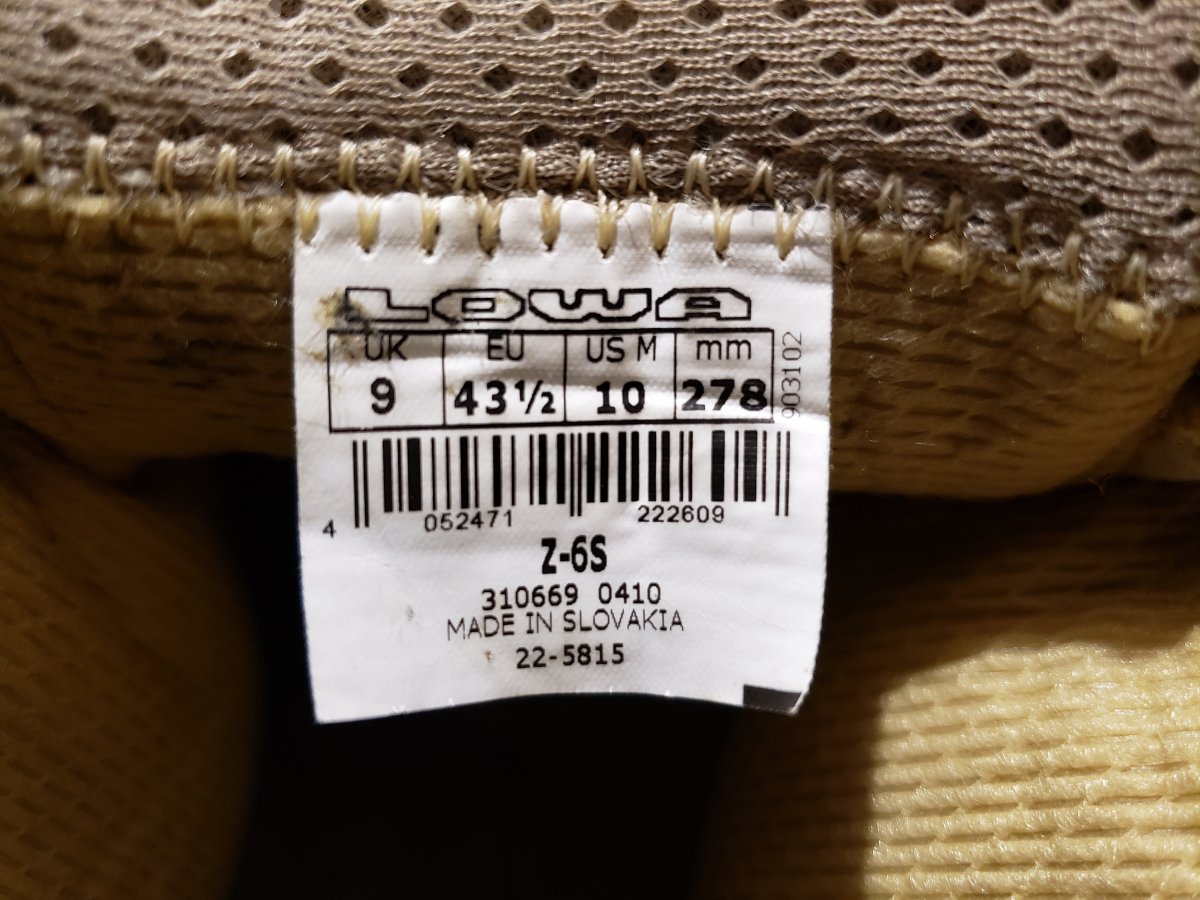 LOWA
UK EU US M mm
9 43½ 10 278
903102
4 052471 222609
Z-6S
310669 0410
MADE IN SLOVAKIA
22-5815